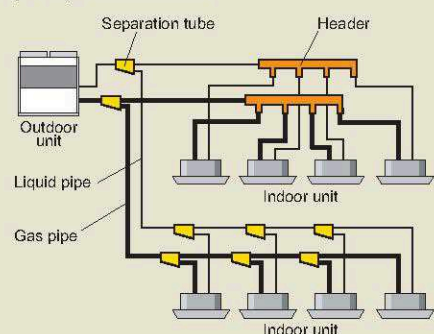 Separation tube
Header
Outdoor
unit
Liquid pipe
Indoor unit
Gas pipe
Indoor unit